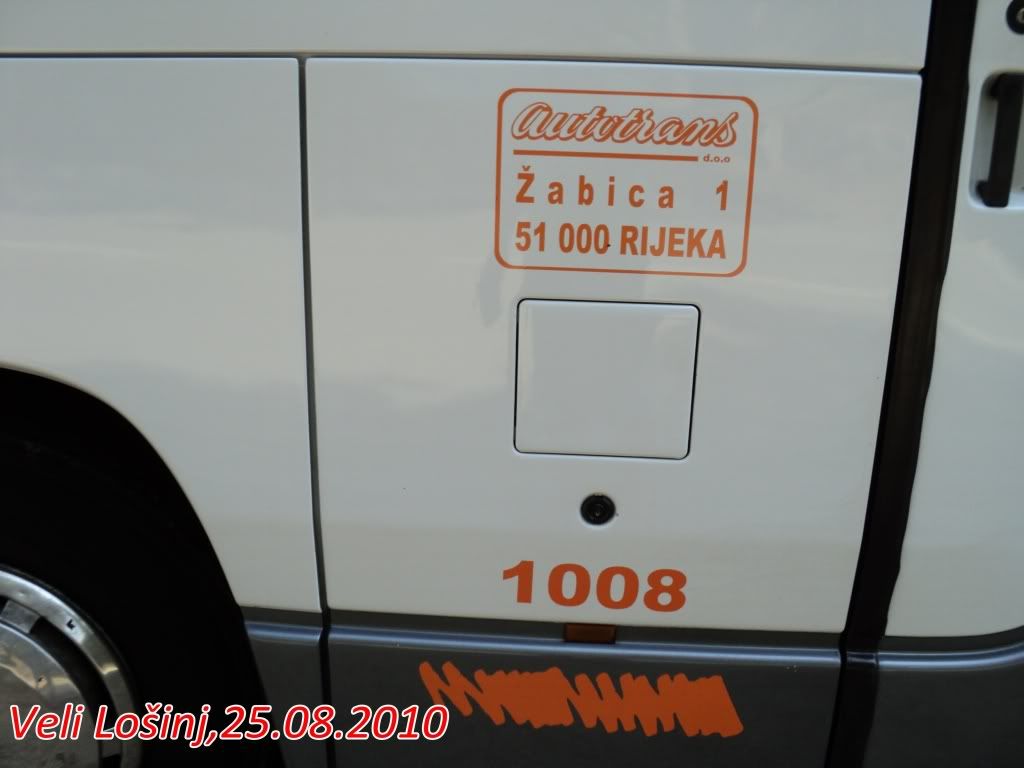 autotrans
d.o.o
Žabica 1
51 000 RIJEKA
1008
Veli Lošinj,25.08.2010